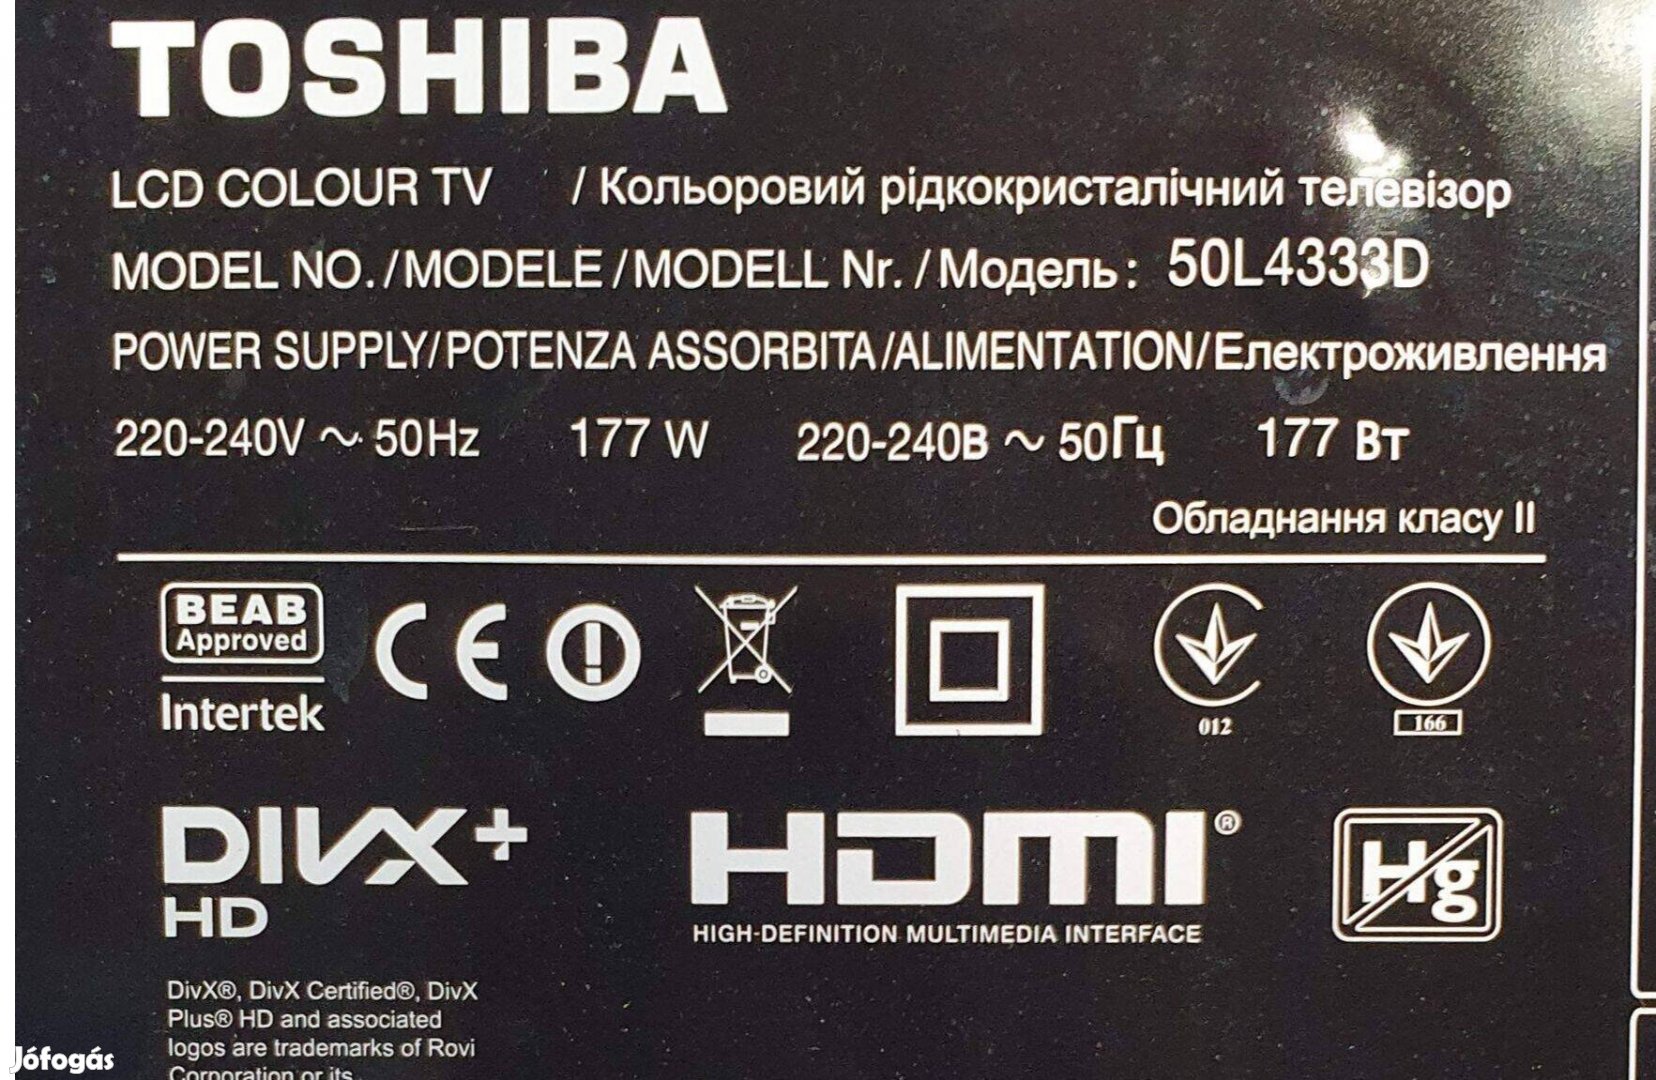 TOSHIBA
LCD COLOUR TV / Кольоровий рідкокристалічний телевізор
MODEL NO./MODELE/MODELL Nr./Модель: 50L4333D
POWER SUPPLY/POTENZA ASSORBITA/ALIMENTATION/Електроживлення
220-240V ~ 50Hz 177 W 220-240В ~ 50Гц 177 Вт
Обладнання класу II
BEAB
Approved
Intertek
CE
012
166
DIVX+
HD
HDMI®
HIGH-DEFINITION MULTIMEDIA INTERFACE
Hg
DivX®, DivX Certified®, DivX
Plus® HD and associated
logos are trademarks of Rovi
Corporation or its
Jófogás